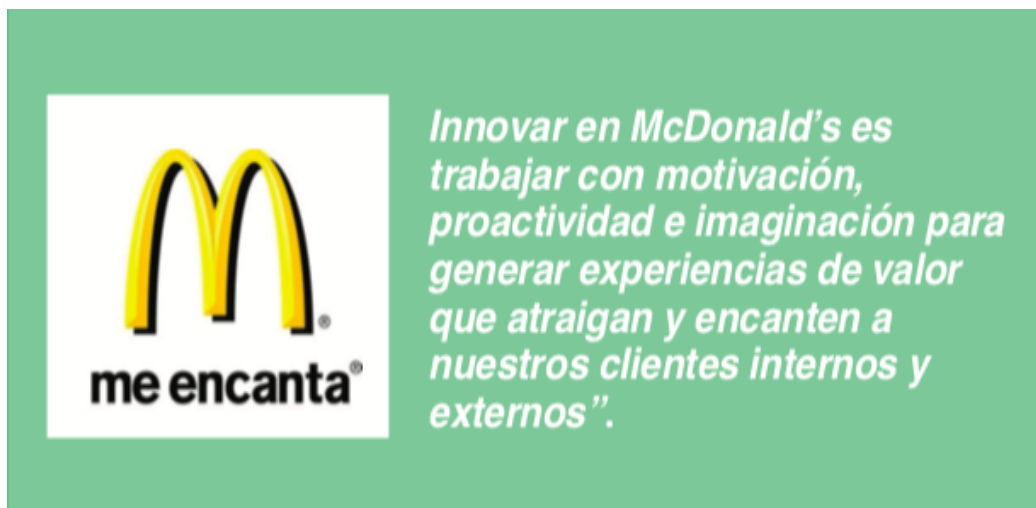 Innovar en McDonald’s es
trabajar con motivación,
proactividad e imaginación para
generar experiencias de valor
que atraigan y encanten a
nuestros clientes internos y
externos”.
®
me encanta®